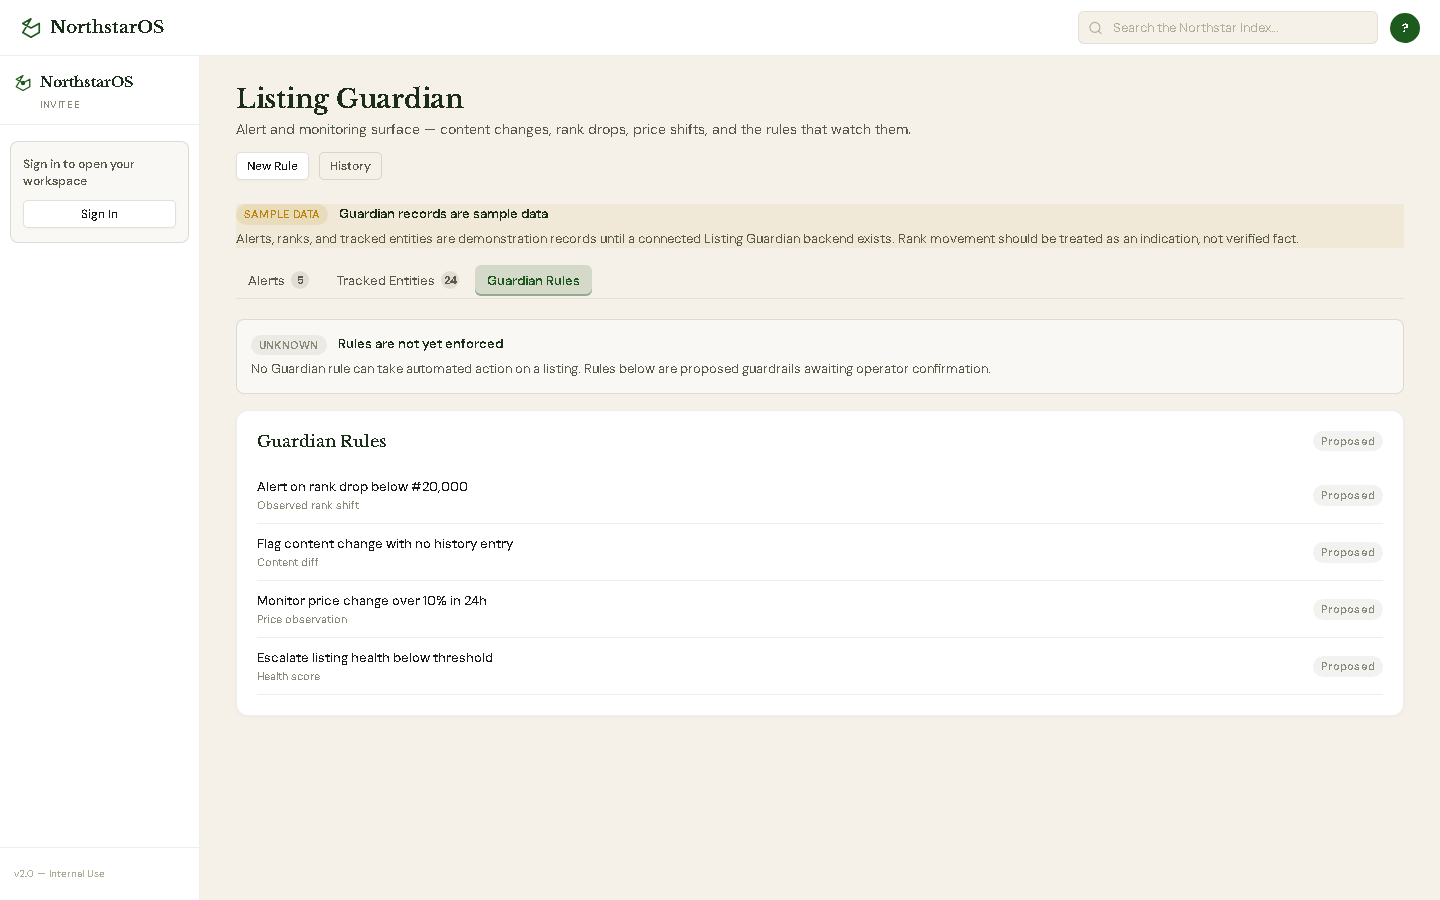 NorthstarOS
Search the Northstar Index...
?
NorthstarOS
INVITEE
Sign in to open your
workspace
Sign In
v2.0 — Internal Use
Listing Guardian
Alert and monitoring surface — content changes, rank drops, price shifts, and the rules that watch them.
New Rule
History
SAMPLE DATA Guardian records are sample data
Alerts, ranks, and tracked entities are demonstration records until a connected Listing Guardian backend exists. Rank movement should be treated as an indication, not verified fact.
Alerts 5 Tracked Entities 24 Guardian Rules
UNKNOWN Rules are not yet enforced
No Guardian rule can take automated action on a listing. Rules below are proposed guardrails awaiting operator confirmation.
Guardian Rules Proposed
Alert on rank drop below #20,000
Observed rank shift
Proposed
Flag content change with no history entry
Content diff
Proposed
Monitor price change over 10% in 24h
Price observation
Proposed
Escalate listing health below threshold
Health score
Proposed